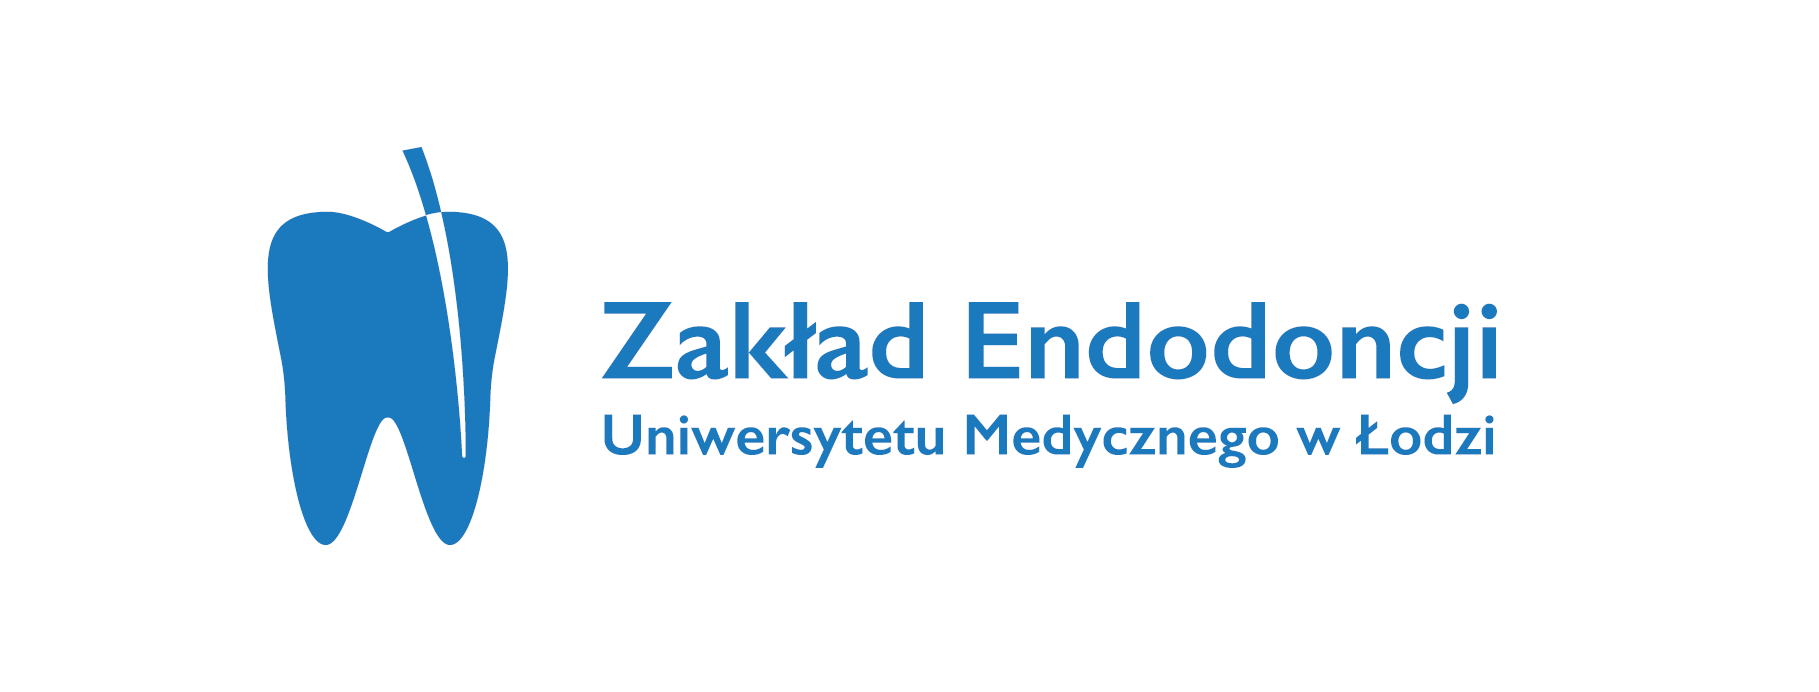 Zakład Endodoncji
Uniwersytetu Medycznego w Łodzi